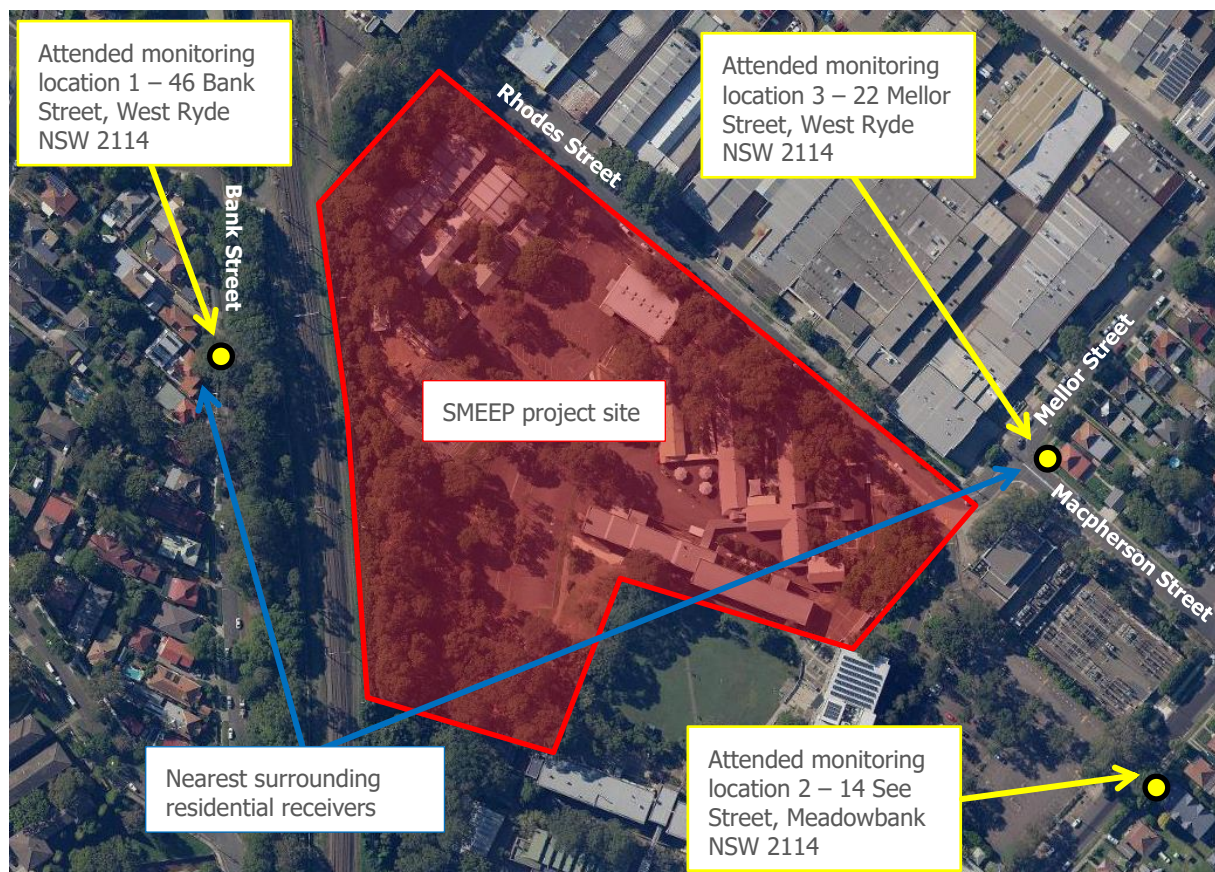 Attended monitoring
location 1 – 46 Bank
Street, West Ryde
NSW 2114
Attended monitoring
location 3 – 22 Mellor
Street, West Ryde
NSW 2114
Rhodes Street
Bank Street
SMEEP project site
Mellor Street
Macpherson Street
Nearest surrounding
residential receivers
Attended monitoring
location 2 – 14 See
Street, Meadowbank
NSW 2114